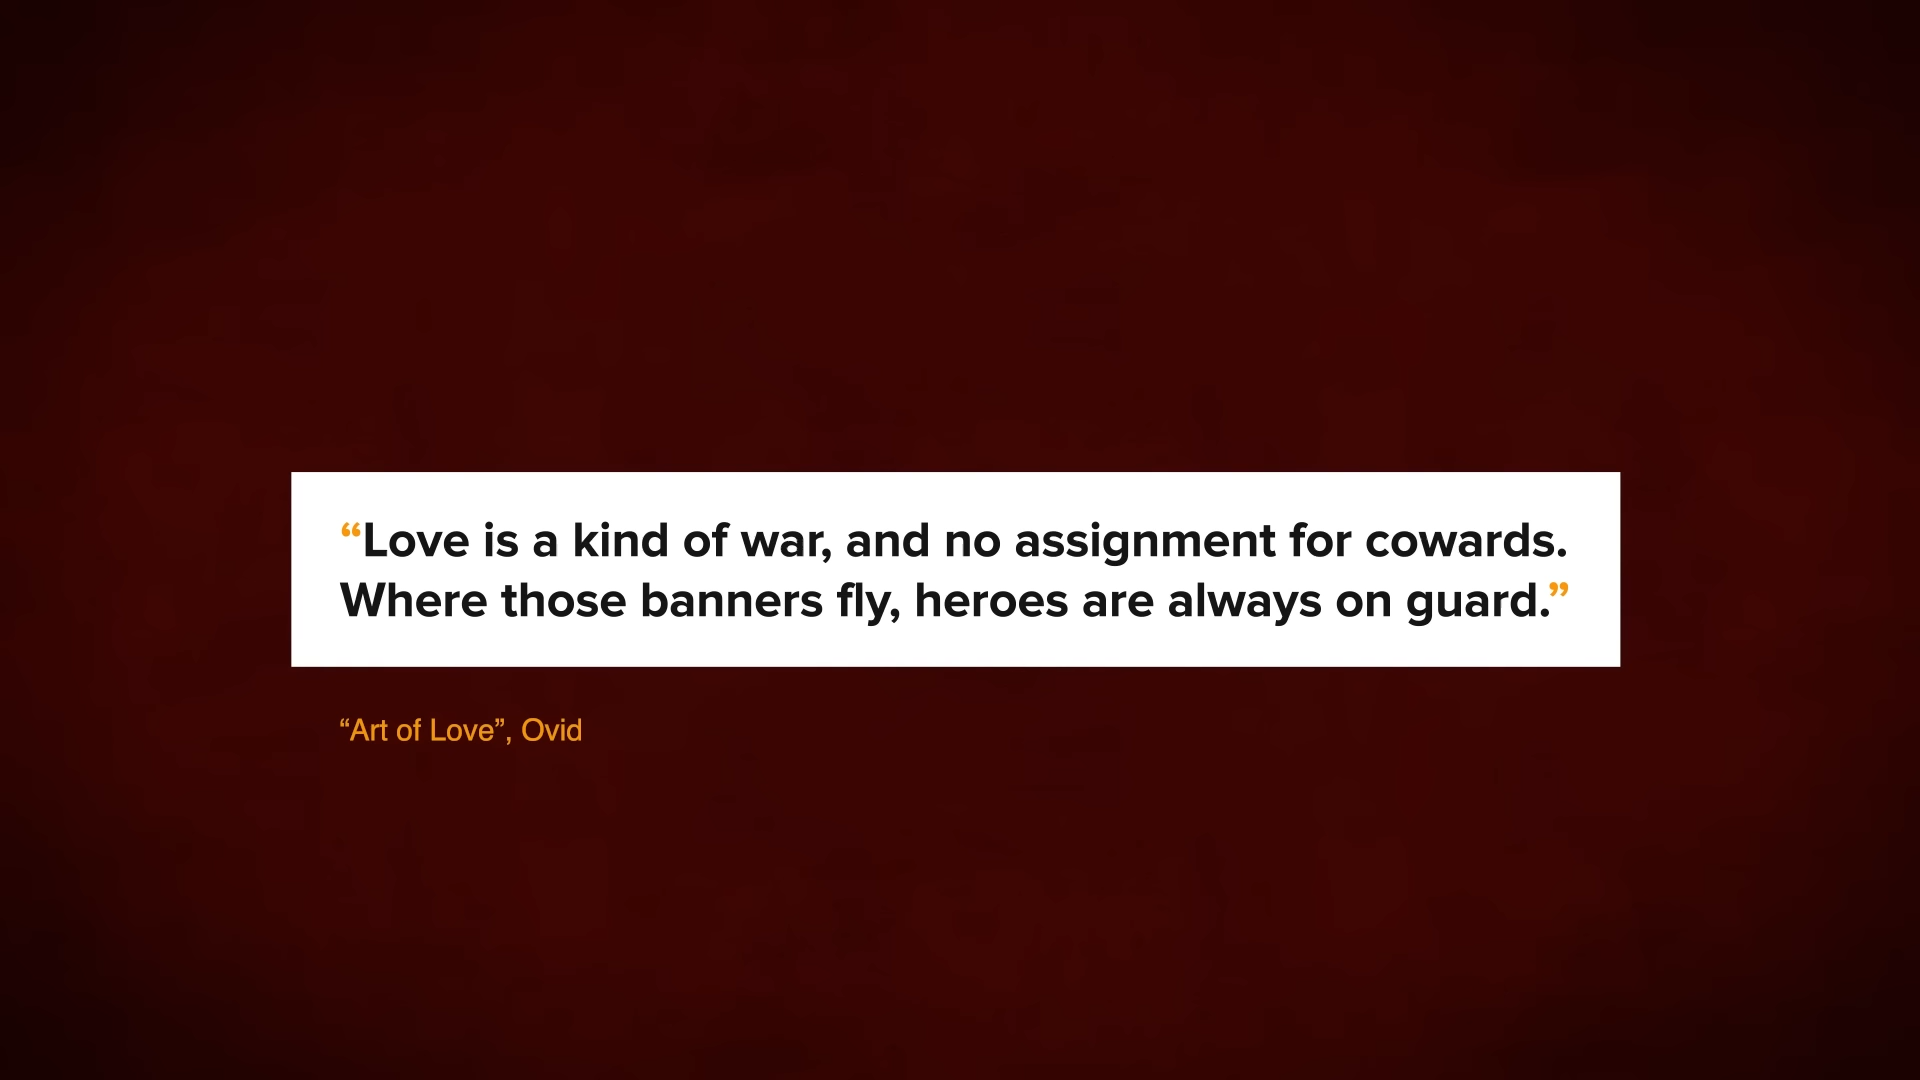 “Love is a kind of war, and no assignment for cowards.
Where those banners fly, heroes are always on guard.”
“Art of Love”, Ovid